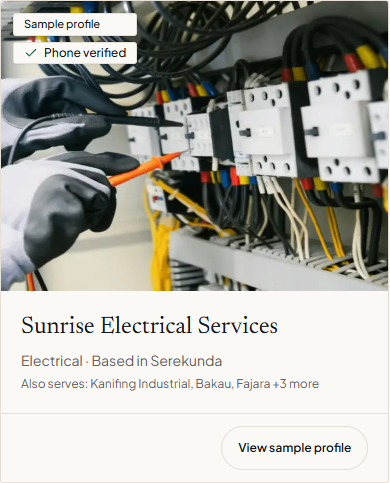 Sample profile
✓ Phone verified
Sunrise Electrical Services
Electrical · Based in Serekunda
Also serves: Kanifing Industrial, Bakau, Fajara +3 more
View sample profile